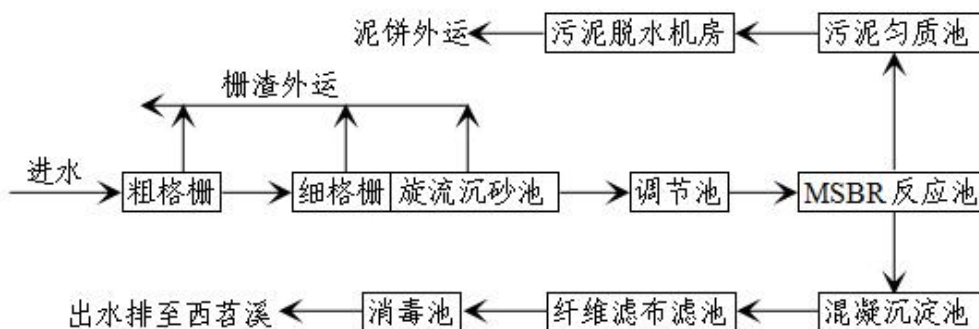 泥饼外运
污泥脱水机房
污泥匀质池
栅渣外运
进水
粗格栅
细格栅
旋流沉砂池
调节池
MSBR反应池
出水排至西苕溪
消毒池
纤维滤布滤池
混凝沉淀池